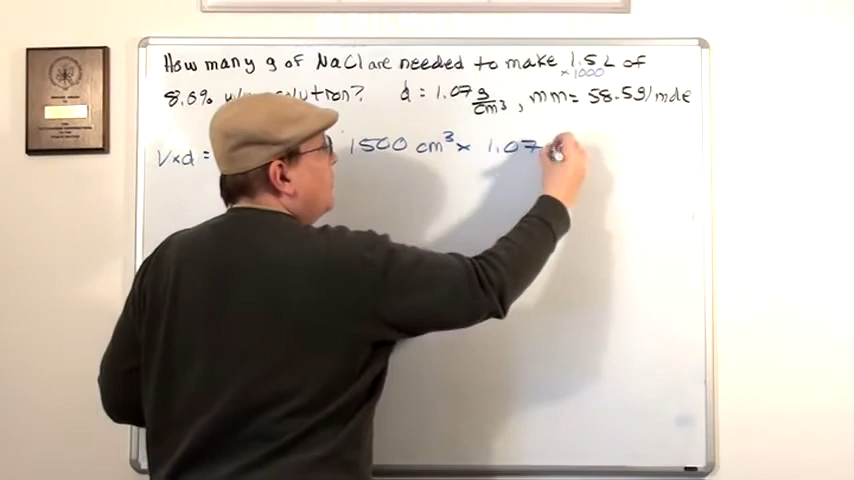 How many g of NaCl are needed to make 1.5 L of
×1000
8.0% solution? d = 1.07 g/cm³, mm = 58.5g/mole
V×d = 1500 cm³ × 1.07